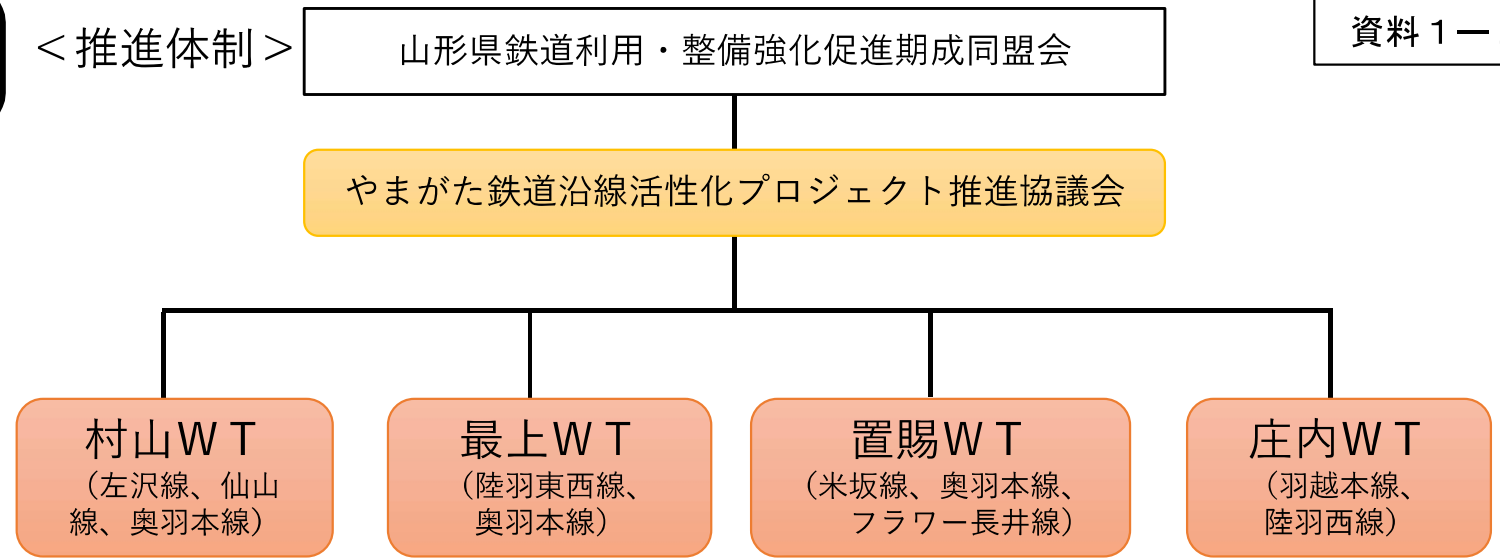 ＜推進体制＞
山形県鉄道利用・整備強化促進期成同盟会
資料１ー
やまがた鉄道沿線活性化プロジェクト推進協議会
村山ＷＴ
（左沢線、仙山
線、奥羽本線）
最上ＷＴ
（陸羽東西線、
奥羽本線）
置賜ＷＴ
（米坂線、奥羽本線、
フラワー長井線）
庄内ＷＴ
（羽越本線、
陸羽西線）